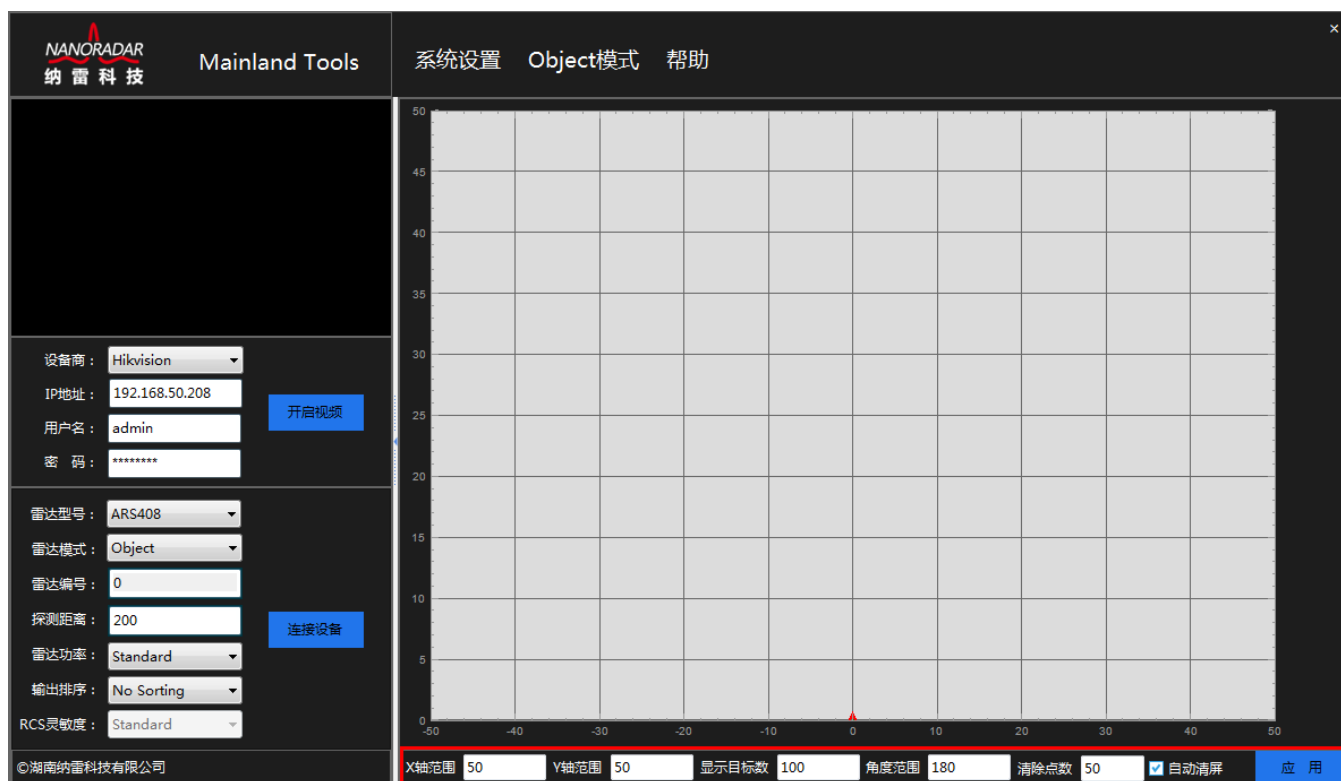 NANORADAR
纳雷科技
Mainland Tools
系统设置 Object模式 帮助
×
设备商： Hikvision
IP地址： 192.168.50.208
用户名： admin
密 码： ********
开启视频
雷达型号： ARS408
雷达模式： Object
雷达编号： 0
探测距离： 200
雷达功率： Standard
输出排序： No Sorting
RCS灵敏度： Standard
连接设备
©湖南纳雷科技有限公司
50
45
40
35
30
25
20
15
10
5
0
-50 -40 -30 -20 -10 0 10 20 30 40 50
X轴范围 50 Y轴范围 50 显示目标数 100 角度范围 180 清除点数 50 自动清屏 应 用